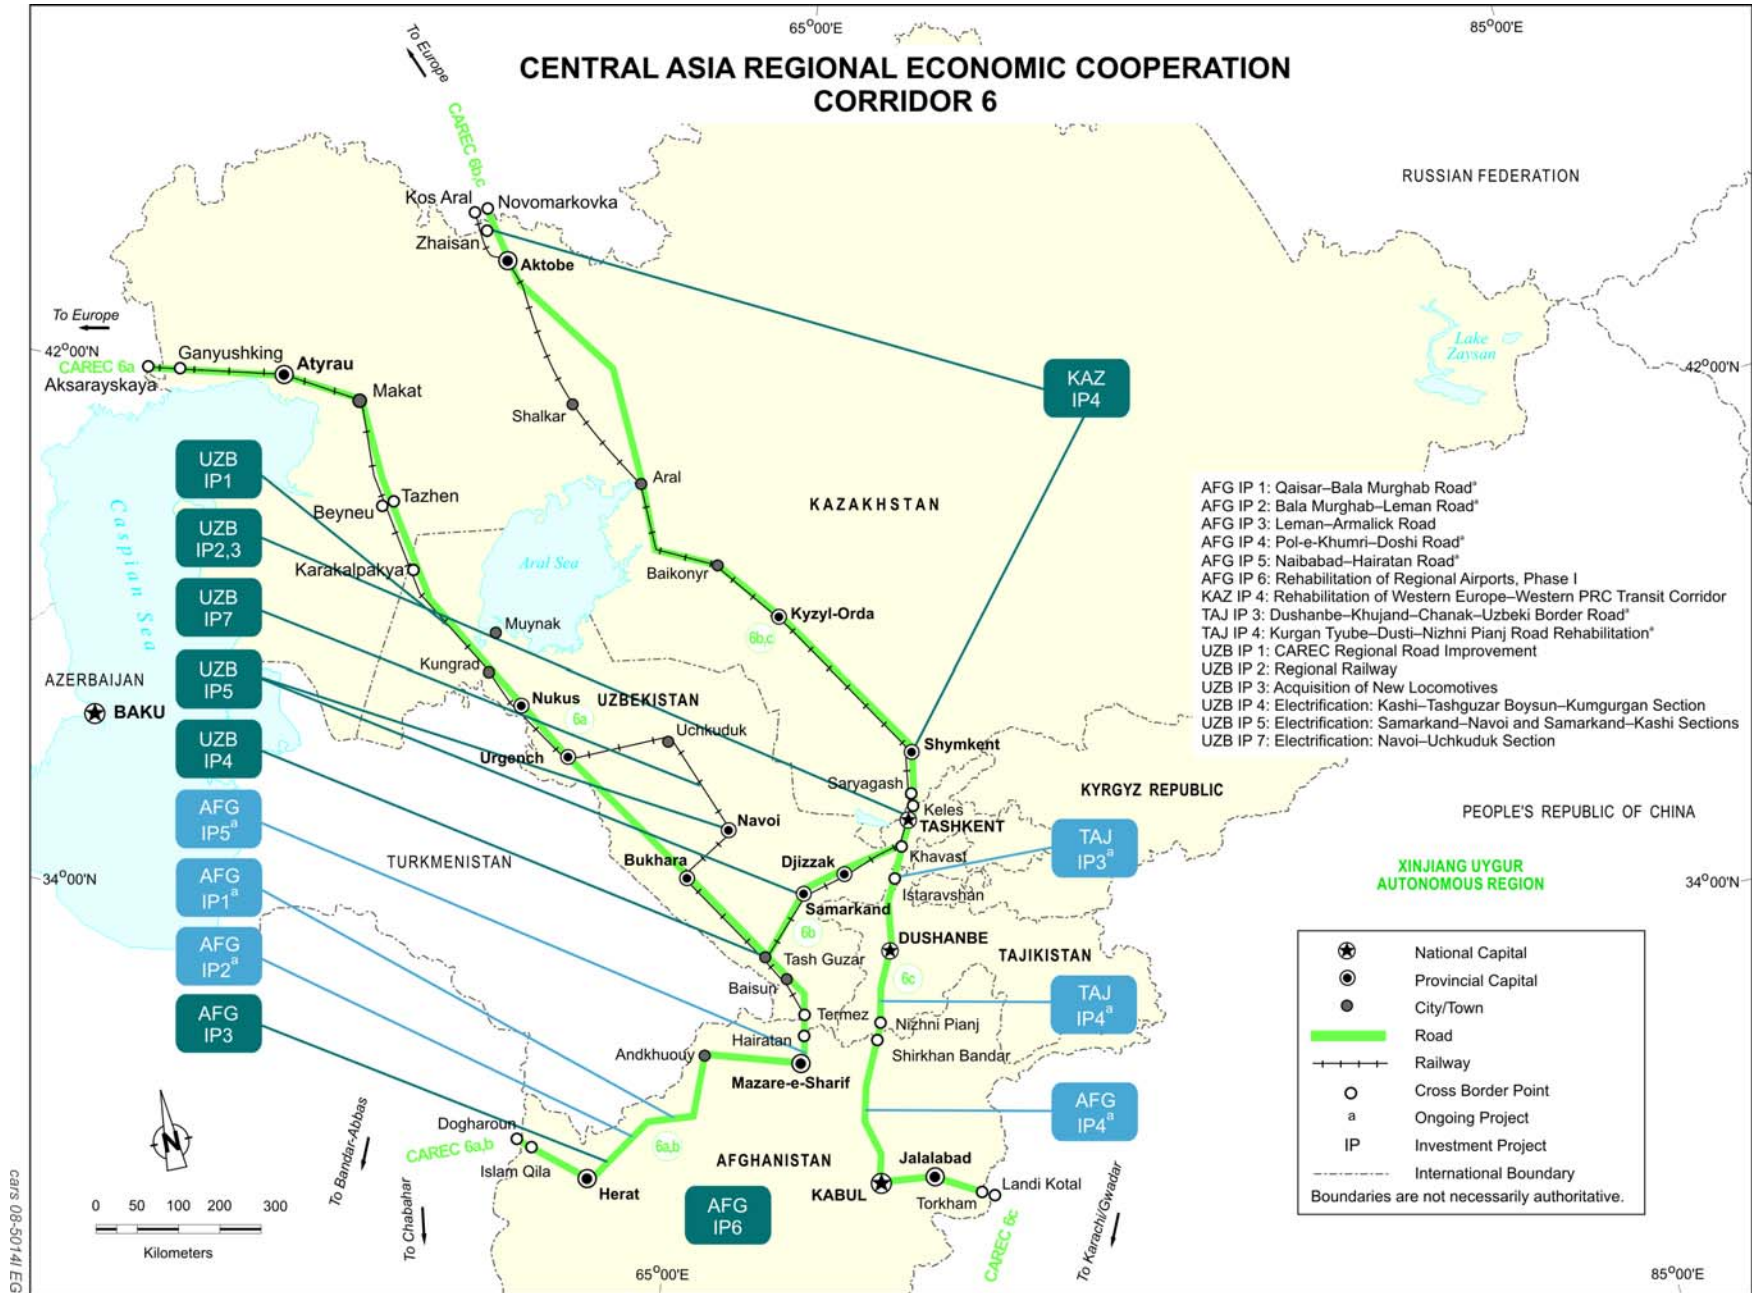 65°00'E
85°00'E
To Europe
CENTRAL ASIA REGIONAL ECONOMIC COOPERATION
CORRIDOR 6
CAREC 6b,c
RUSSIAN FEDERATION
Kos Aral
Novomarkovka
Zhaisan
Aktobe
To Europe
42°00'N
CAREC 6a
Ganyushking
Atyrau
Aksarayskaya
Makat
Lake
Zaysan
42°00'N
KAZ
IP4
Shalkar
UZB
IP1
Aral
Tazhen
Beyneu
KAZAKHSTAN
Caspian Sea
UZB
IP2,3
Aral Sea
Karakalpakya
Baikonyr
AFG IP 1: Qaisar–Bala Murghab Roadª
AFG IP 2: Bala Murghab–Leman Roadª
AFG IP 3: Leman–Armalick Road
AFG IP 4: Pol-e-Khumri–Doshi Roadª
AFG IP 5: Naibabad–Hairatan Roadª
AFG IP 6: Rehabilitation of Regional Airports, Phase I
KAZ IP 4: Rehabilitation of Western Europe–Western PRC Transit Corridor
TAJ IP 3: Dushanbe–Khujand–Chanak–Uzbeki Border Roadª
TAJ IP 4: Kurgan Tyube–Dusti–Nizhni Pianj Road Rehabilitationª
UZB IP 1: CAREC Regional Road Improvement
UZB IP 2: Regional Railway
UZB IP 3: Acquisition of New Locomotives
UZB IP 4: Electrification: Kashi–Tashguzar Boysun–Kumgurgan Section
UZB IP 5: Electrification: Samarkand–Navoi and Samarkand–Kashi Sections
UZB IP 7: Electrification: Navoi–Uchkuduk Section
UZB
IP7
Muynak
Kyzyl-Orda
6b,c
Kungrad
AZERBAIJAN
BAKU
UZB
IP5
Nukus
UZBEKISTAN
6a
Uchkuduk
Urgench
UZB
IP4
Shymkent
Saryagash
Keles
TASHKENT
KYRGYZ REPUBLIC
PEOPLE'S REPUBLIC OF CHINA
AFG
IP5ª
Navoi
TURKMENISTAN
Bukhara
Djizzak
Khavast
TAJ
IP3ª
34°00'N
XINJIANG UYGUR
AUTONOMOUS REGION
34°00'N
AFG
IP1ª
Samarkand
Istaravshan
6b
DUSHANBE
TAJIKISTAN
AFG
IP2ª
Tash Guzar
Baisun
6c
AFG
IP3
Termez
Nizhni Pianj
TAJ
IP4ª
Hairatan
Shirkhan Bandar
Andkhuouy
Mazare-e-Sharif
AFG
IP4ª
National Capital
Provincial Capital
City/Town
Road
Railway
Cross Border Point
a Ongoing Project
IP Investment Project
International Boundary
Boundaries are not necessarily authoritative.
N
Dogharoun
CAREC 6a,b
Islam Qila
6a,b
Herat
AFGHANISTAN
Jalalabad
KABUL
Landi Kotal
Torkham
AFG
IP6
To Bandar-Abbas
To Chabahar
CAREC 6c
To Karachi/Gwadar
0 50 100 200 300
Kilometers
65°00'E
85°00'E
cars 08-5014l EG